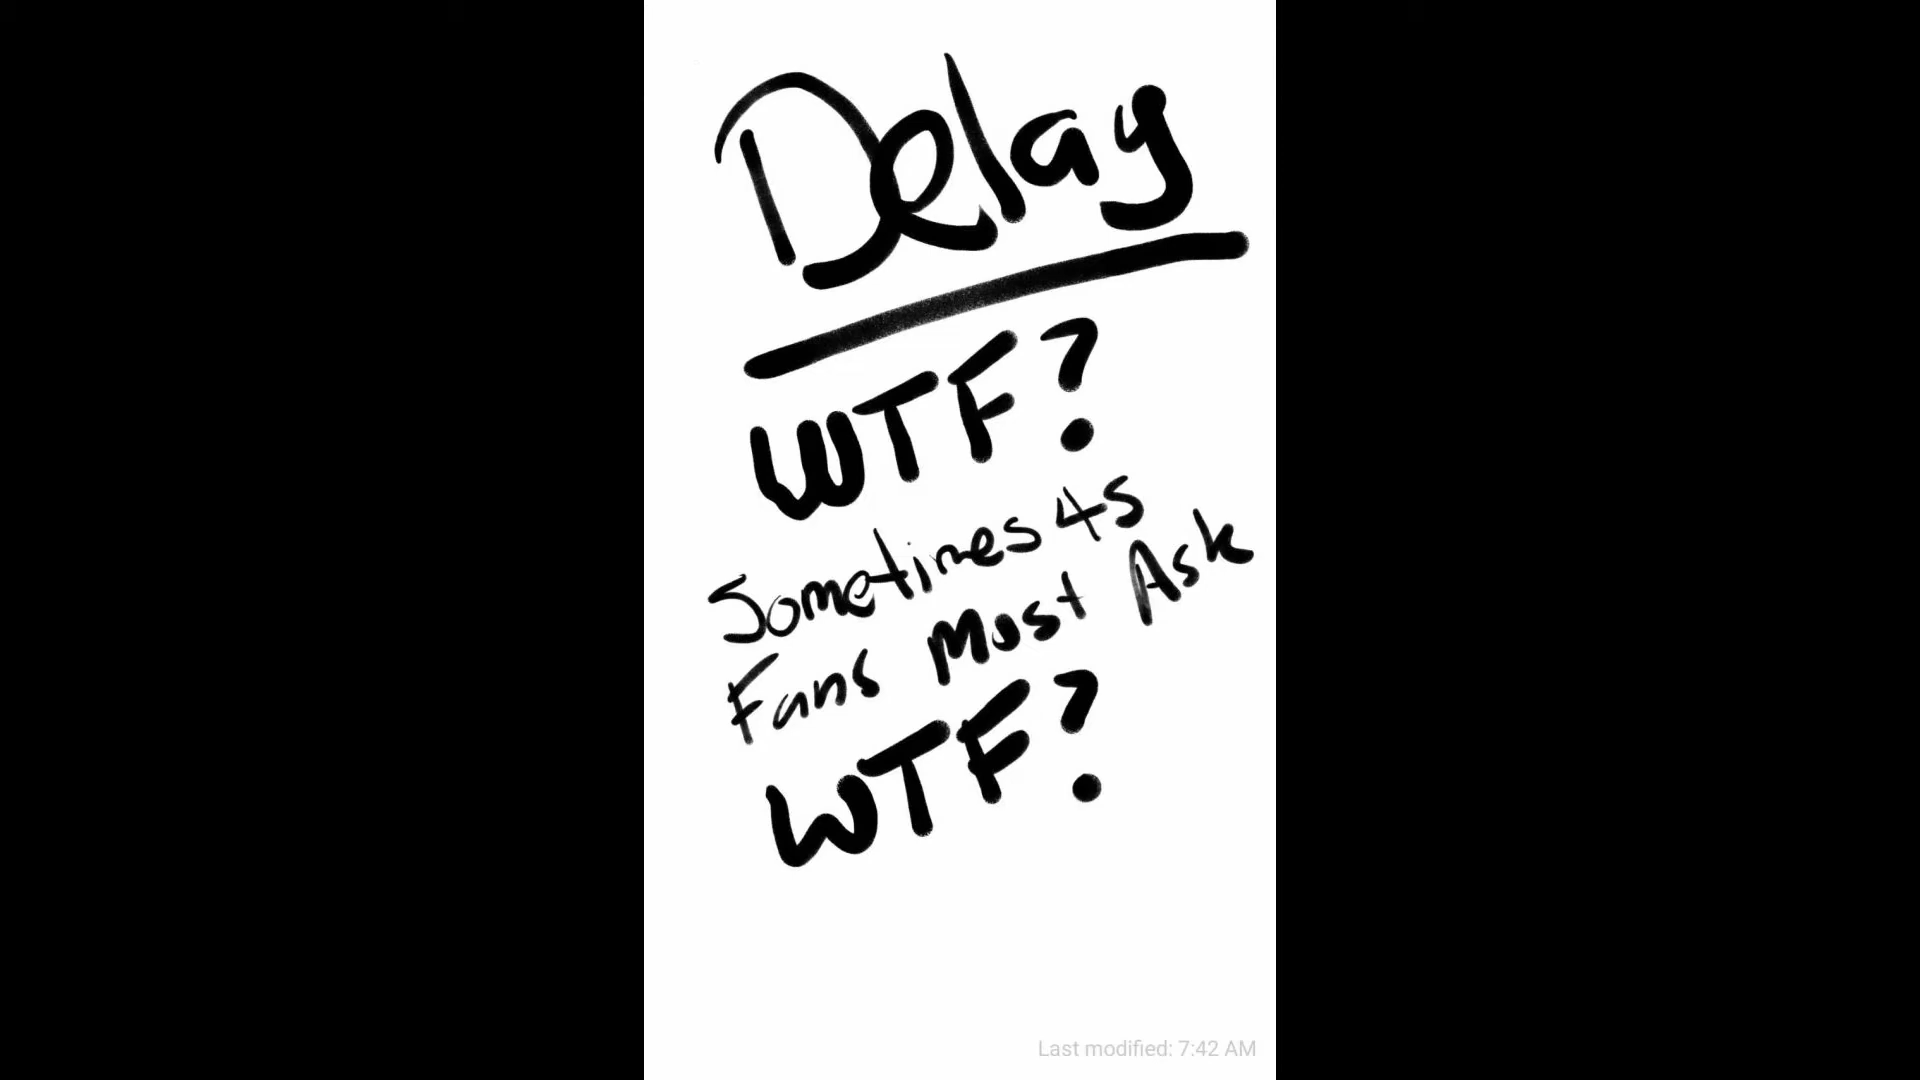 Delay
WTF?
Sometimes 4s
Fans Must Ask
WTF?
Last modified: 7:42 AM